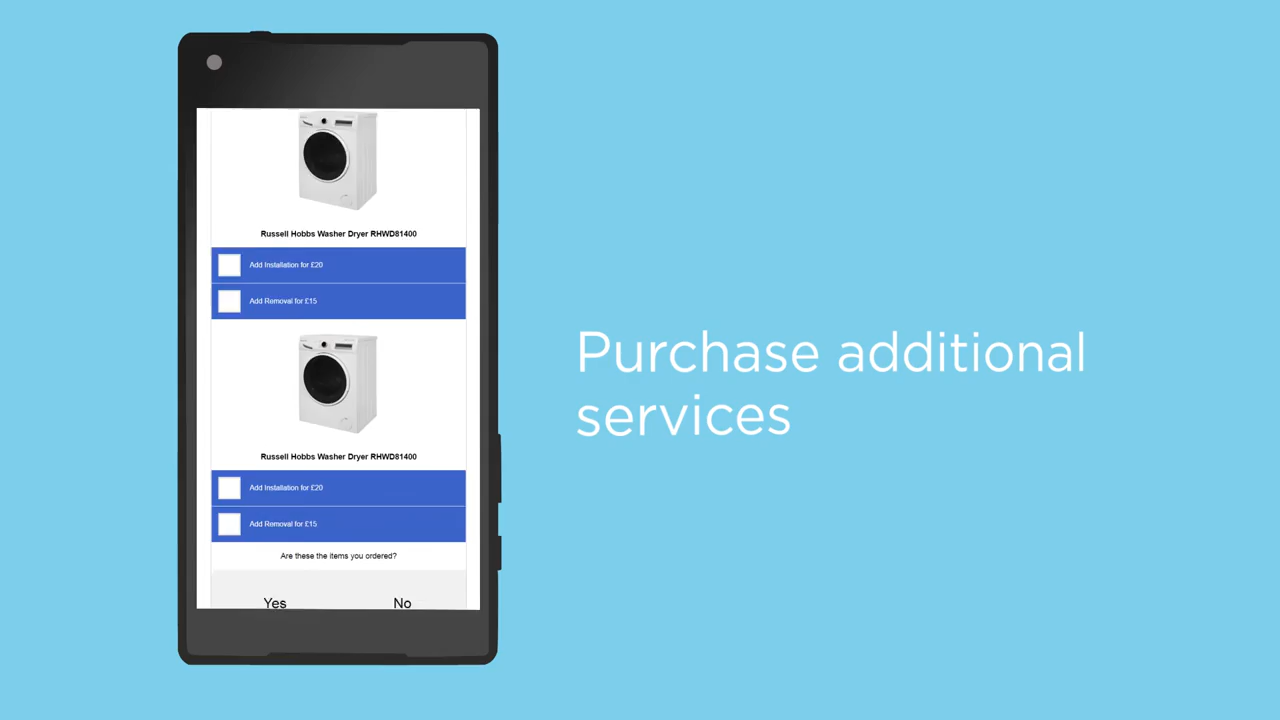 Russell Hobbs Washer Dryer RHWD81400
Add Installation for £20
Add Removal for £15
Russell Hobbs Washer Dryer RHWD81400
Add Installation for £20
Add Removal for £15
Are these the items you ordered?
Yes No
Purchase additional
services